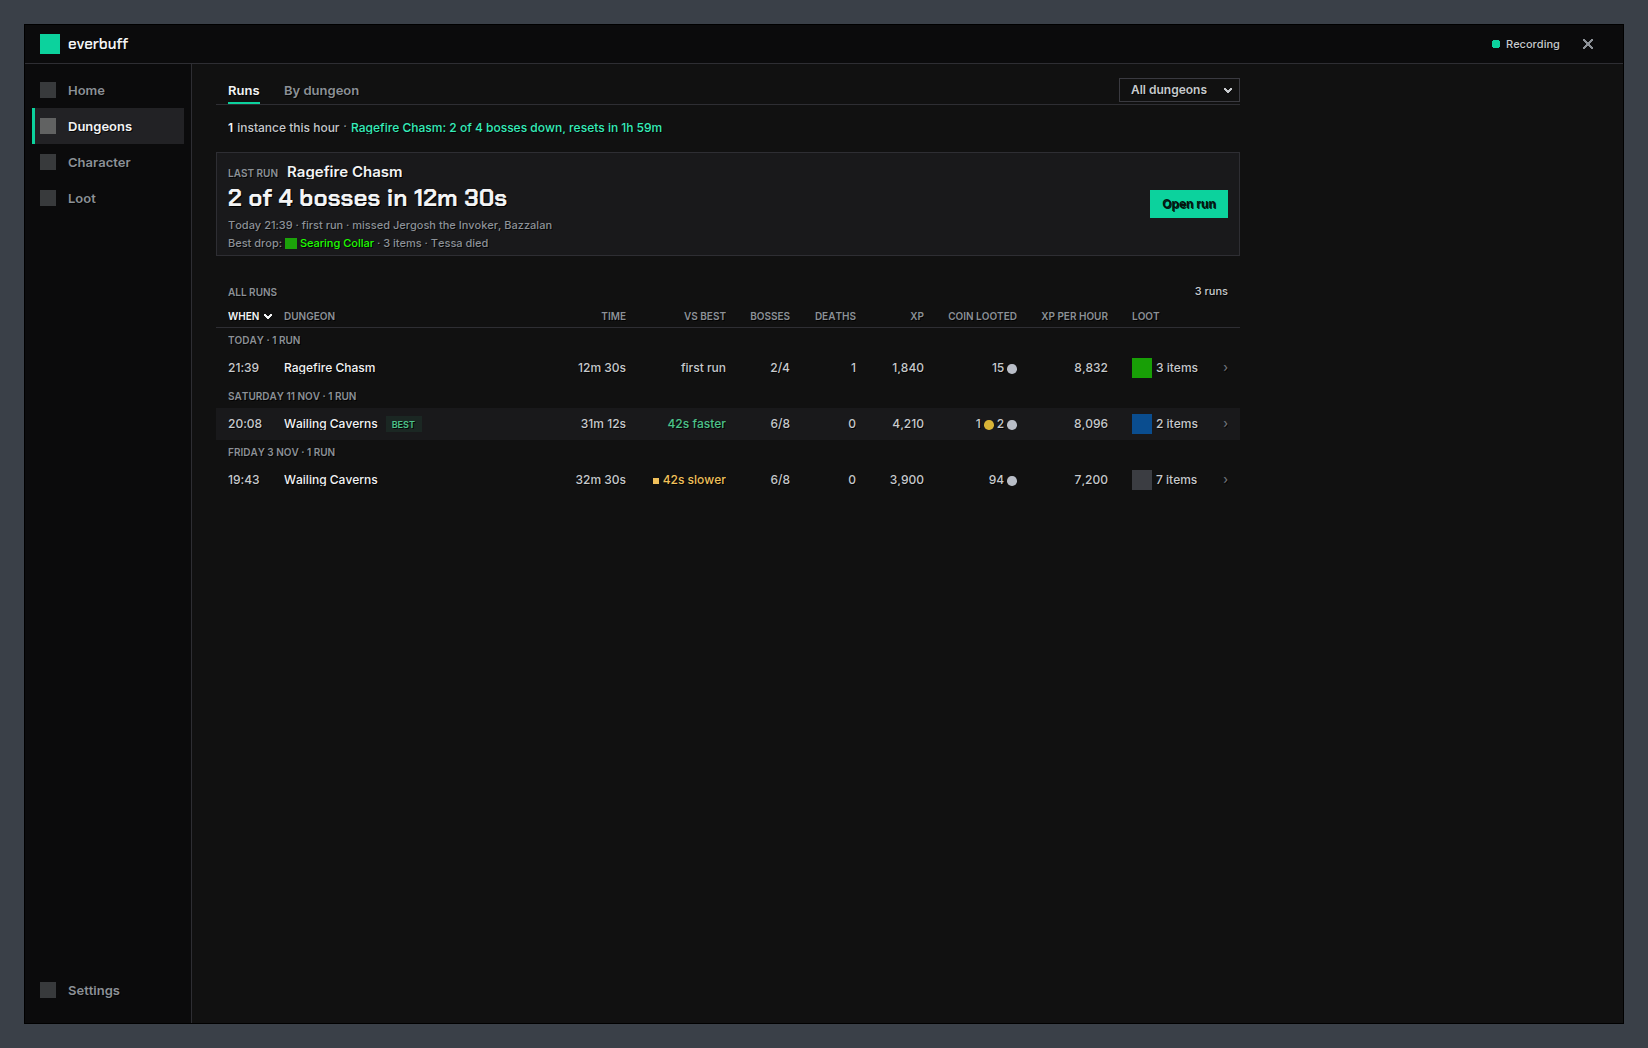 everbuff
Recording
Home
Dungeons
Character
Loot
Settings
Runs By dungeon
All dungeons
1 instance this hour · Ragefire Chasm: 2 of 4 bosses down, resets in 1h 59m
LAST RUN Ragefire Chasm
2 of 4 bosses in 12m 30s
Today 21:39 · first run · missed Jergosh the Invoker, Bazzalan
Best drop: Searing Collar · 3 items · Tessa died
Open run
ALL RUNS 3 runs
WHEN DUNGEON TIME VS BEST BOSSES DEATHS XP COIN LOOTED XP PER HOUR LOOT
TODAY · 1 RUN
21:39 Ragefire Chasm 12m 30s first run 2/4 1 1,840 15 8,832 3 items ›
SATURDAY 11 NOV · 1 RUN
20:08 Wailing Caverns BEST 31m 12s 42s faster 6/8 0 4,210 1 2 8,096 2 items ›
FRIDAY 3 NOV · 1 RUN
19:43 Wailing Caverns 32m 30s 42s slower 6/8 0 3,900 94 7,200 7 items ›